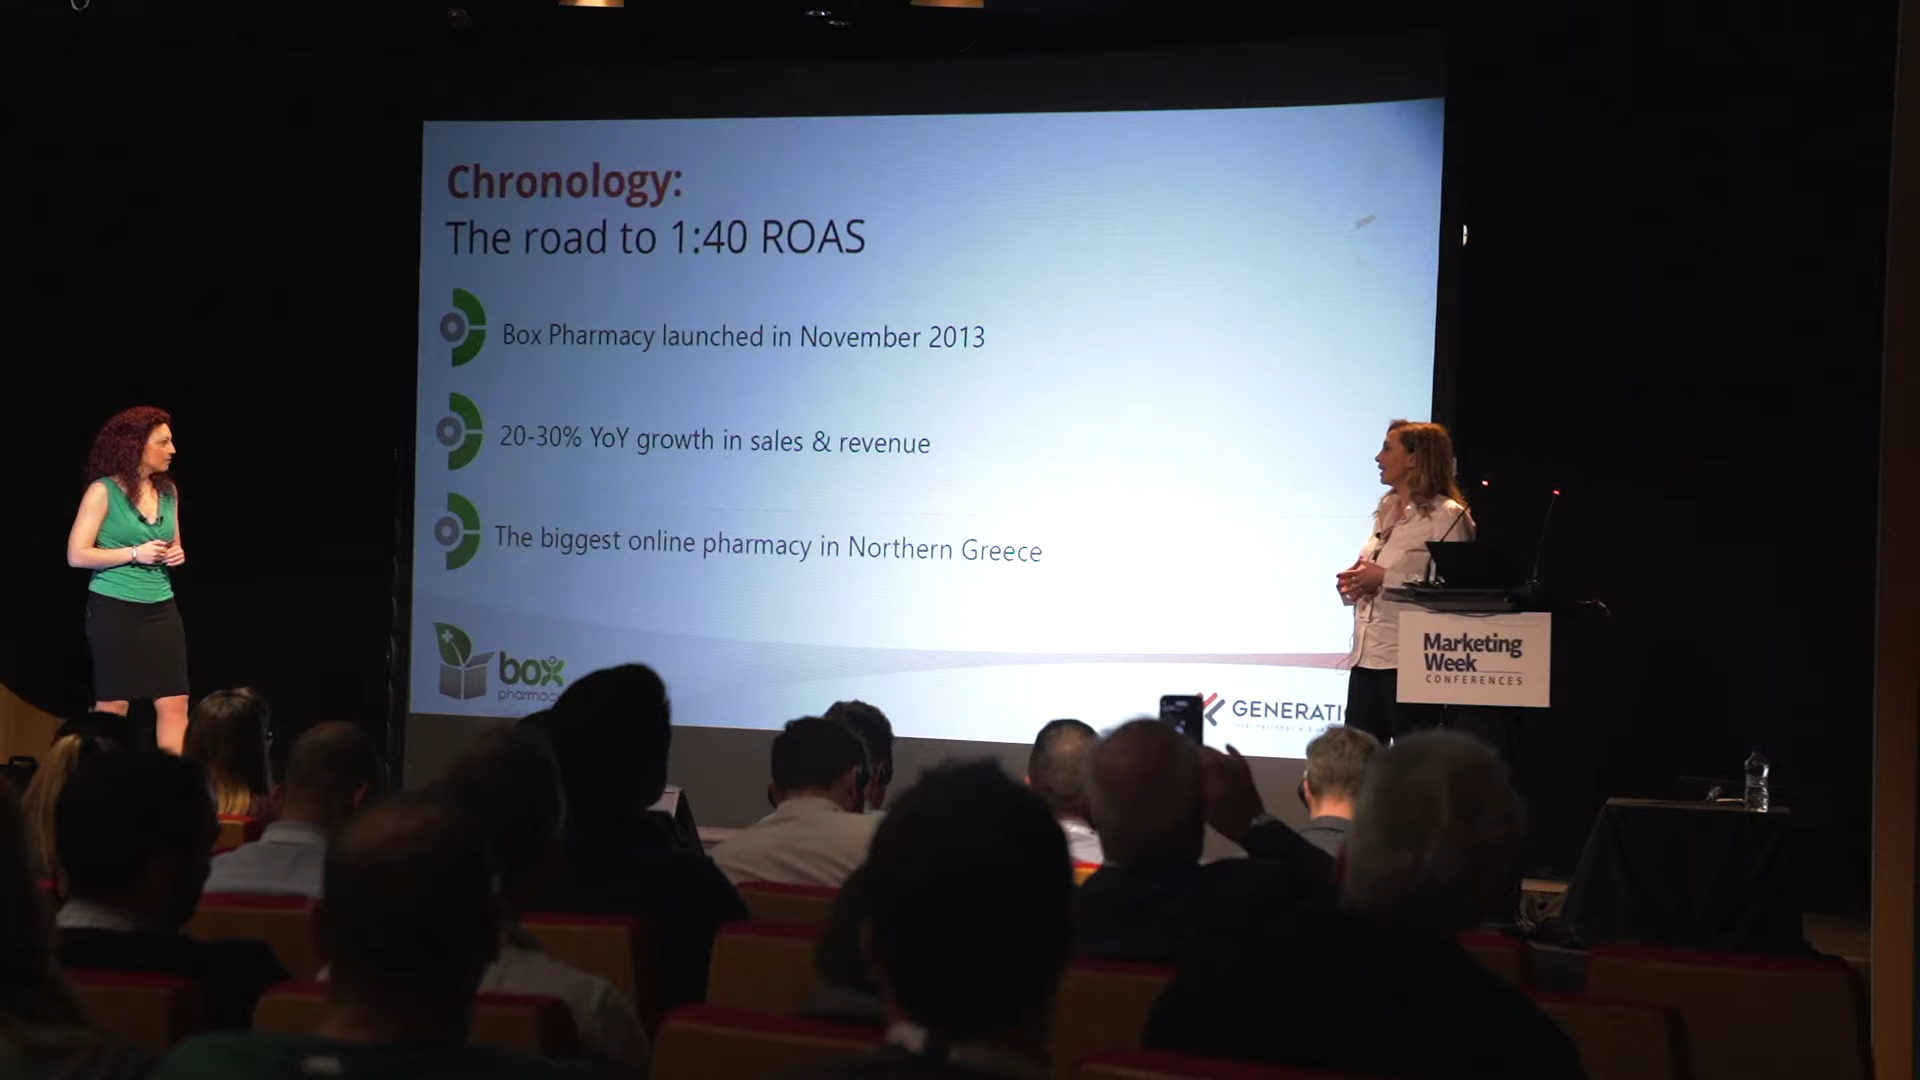 Chronology:
The road to 1:40 ROAS
Box Pharmacy launched in November 2013
20-30% YoY growth in sales & revenue
The biggest online pharmacy in Northern Greece
box
pharmacy
GENERATI
Marketing
Week
CONFERENCES